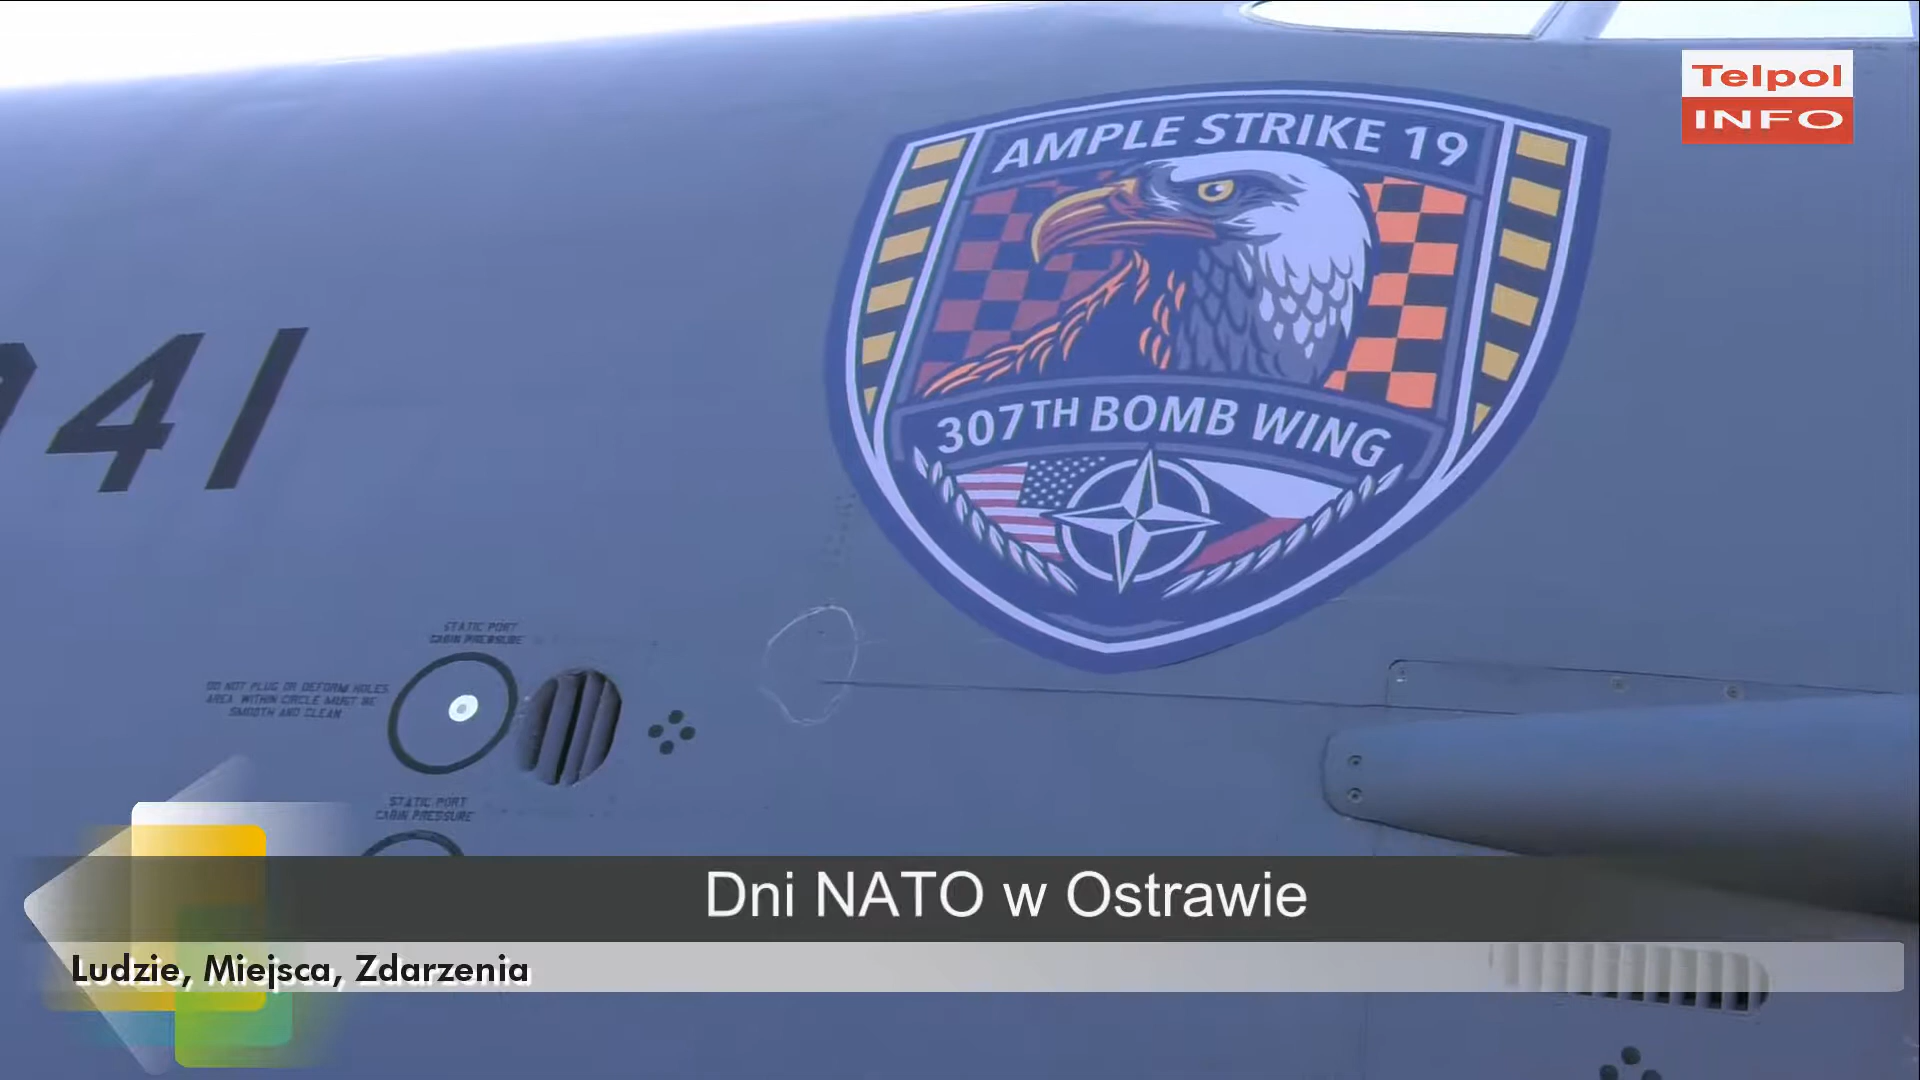 Telpol
INFO
AMPLE STRIKE 19
307TH BOMB WING
41
STATIC PORT
CABIN PRESSURE
DO NOT PLUG OR DEFORM HOLES
AREA WITHIN CIRCLE MUST BE
SMOOTH AND CLEAN
STATIC PORT
CABIN PRESSURE
Dni NATO w Ostrawie
Ludzie, Miejsca, Zdarzenia